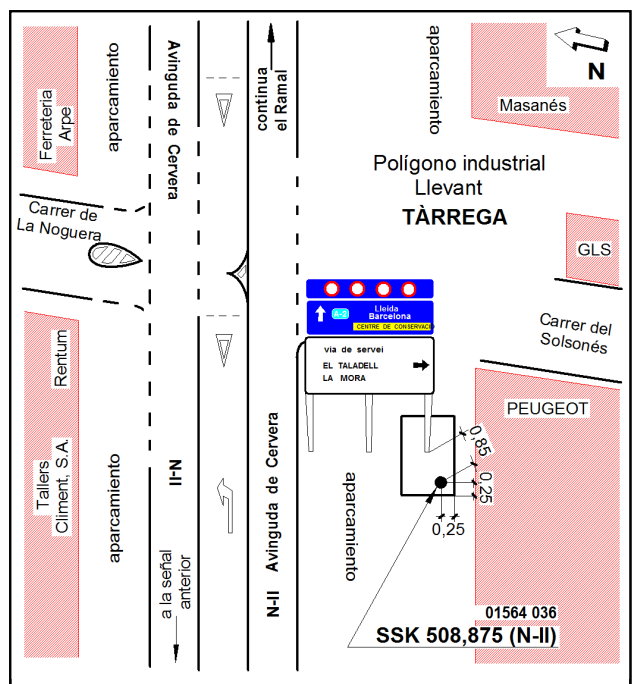 Ferreteria
Arpe
aparcamiento
Avinguda de Cervera
continua
el Ramal
aparcamiento
N
Masanés
Polígono industrial
Llevant
TÀRREGA
Carrer de
La Noguera
GLS
A-2
Lleida
Barcelona
CENTRE DE CONSERVACIÓ
via de servei
EL TALADELL
LA MORA
Carrer del
Solsonés
Rentum
Tallers
Climent, S.A.
aparcamiento
N-II
a la señal
anterior
N-II Avinguda de Cervera
aparcamiento
PEUGEOT
0,85
0,25
0,25
01564 036
SSK 508,875 (N-II)